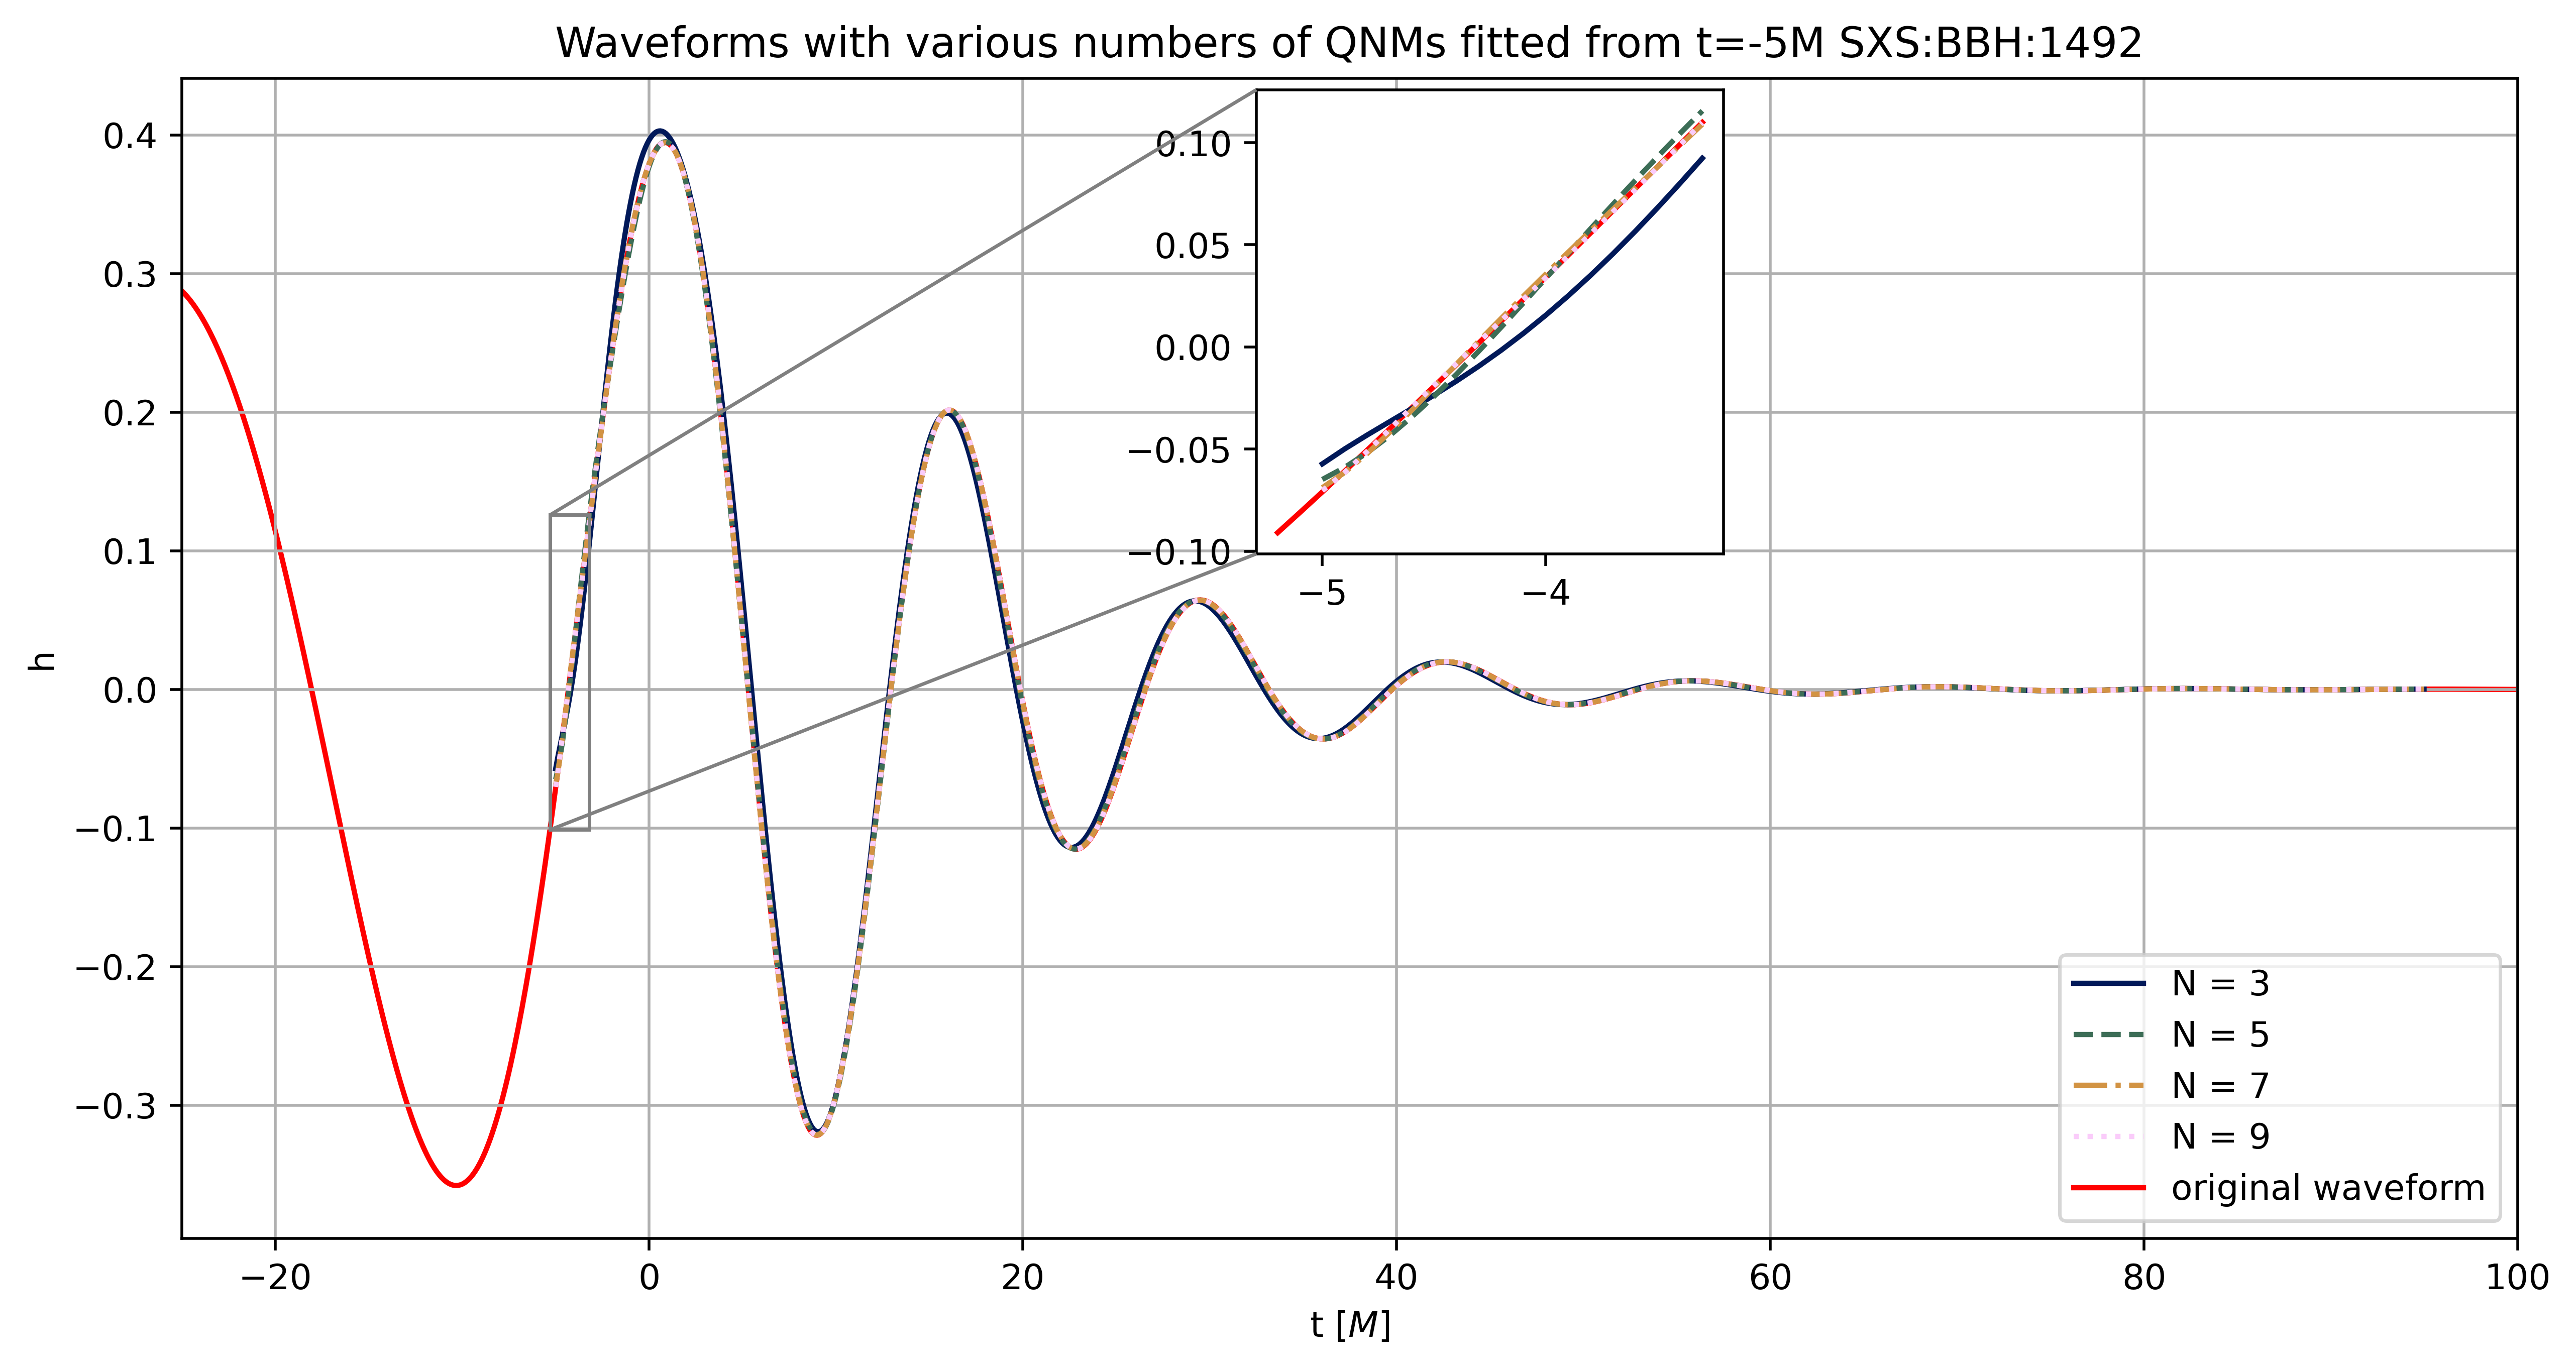 Waveforms with various numbers of QNMs fitted from t=-5M SXS:BBH:1492
0.4
0.3
0.2
0.1
0.0
−0.1
−0.2
−0.3
h
0.10
0.05
0.00
−0.05
−0.10
−5 −4
N = 3
N = 5
N = 7
N = 9
original waveform
−20 0 20 40 60 80 100
t [M]